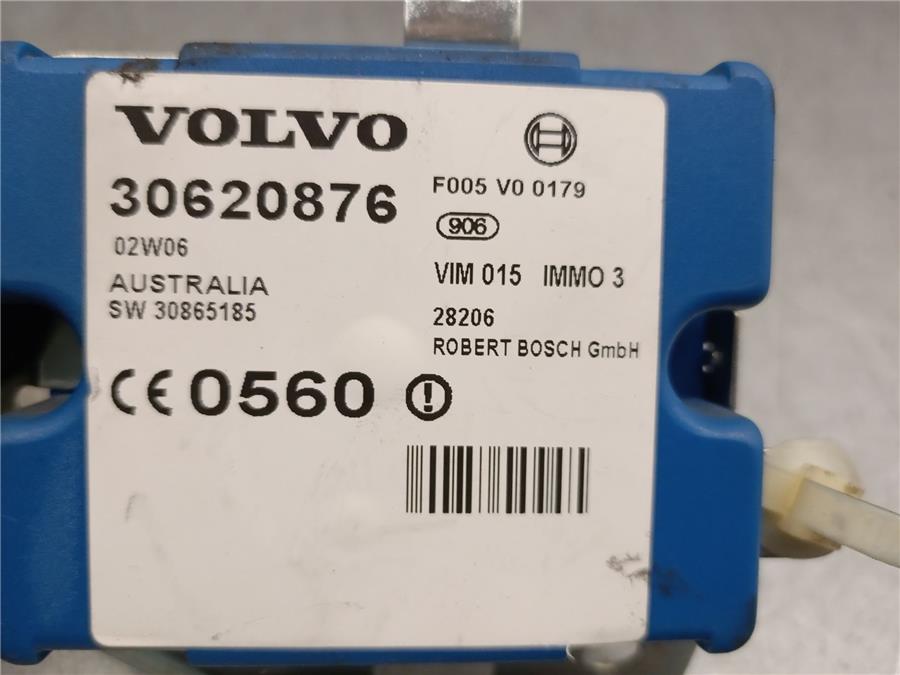 VOLVO
30620876
02W06
AUSTRALIA
SW 30865185
F005 V0 0179
906
VIM 015 IMMO 3
28206
ROBERT BOSCH GmbH
CE 0560 !